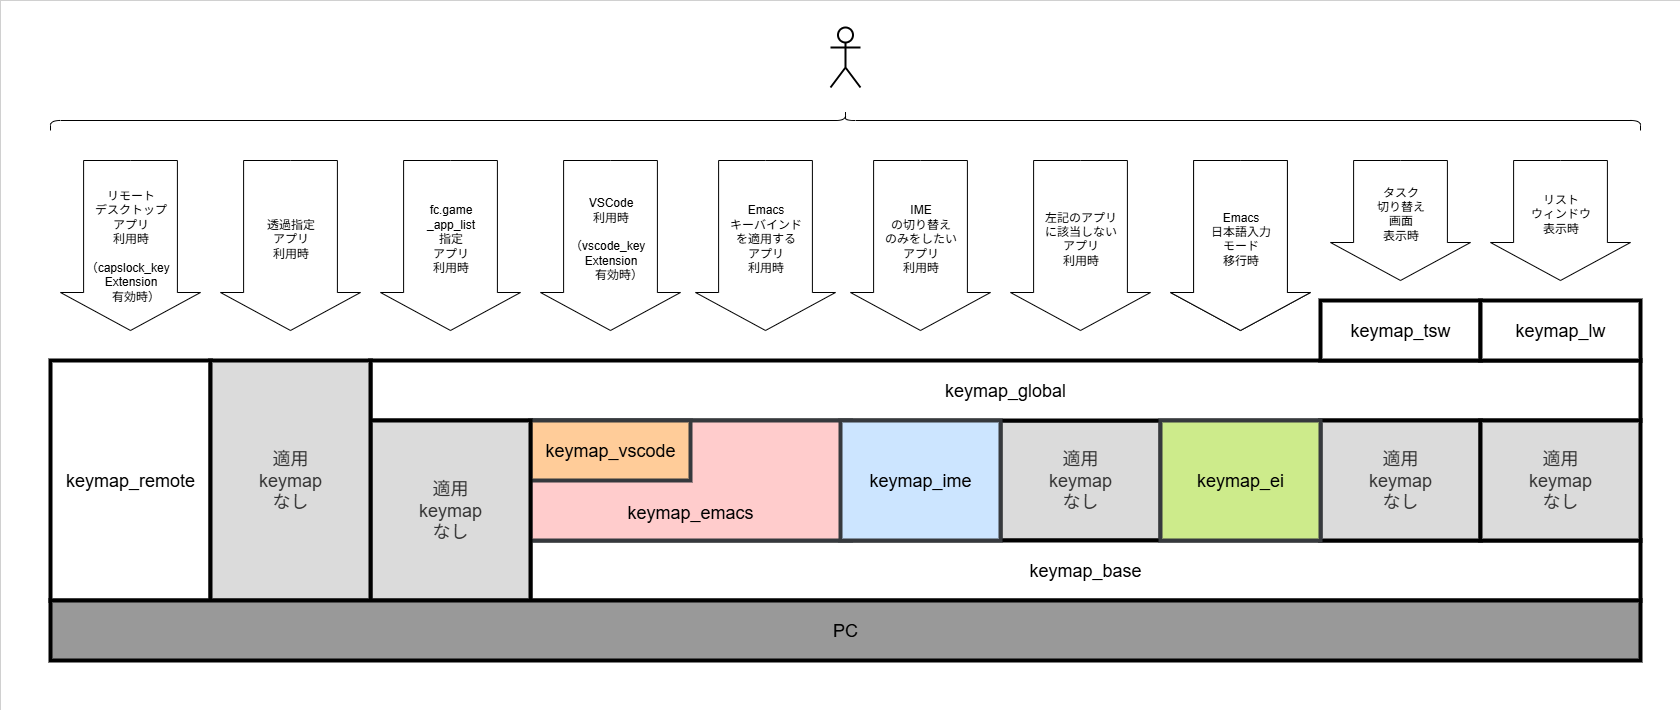 リモート
デスクトップ
アプリ
利用時
（capslock_key
Extension
有効時）
透過指定
アプリ
利用時
fc.game
_app_list
指定
アプリ
利用時
VSCode
利用時
（vscode_key
Extension
有効時）
Emacs
キーバインド
を適用する
アプリ
利用時
IME
の切り替え
のみをしたい
アプリ
利用時
左記のアプリ
に該当しない
アプリ
利用時
Emacs
日本語入力
モード
移行時
タスク
切り替え
画面
表示時
リスト
ウィンドウ
表示時
keymap_tsw
keymap_lw
keymap_global
keymap_remote
適用
keymap
なし
適用
keymap
なし
keymap_vscode
keymap_emacs
keymap_ime
適用
keymap
なし
keymap_ei
適用
keymap
なし
適用
keymap
なし
keymap_base
PC